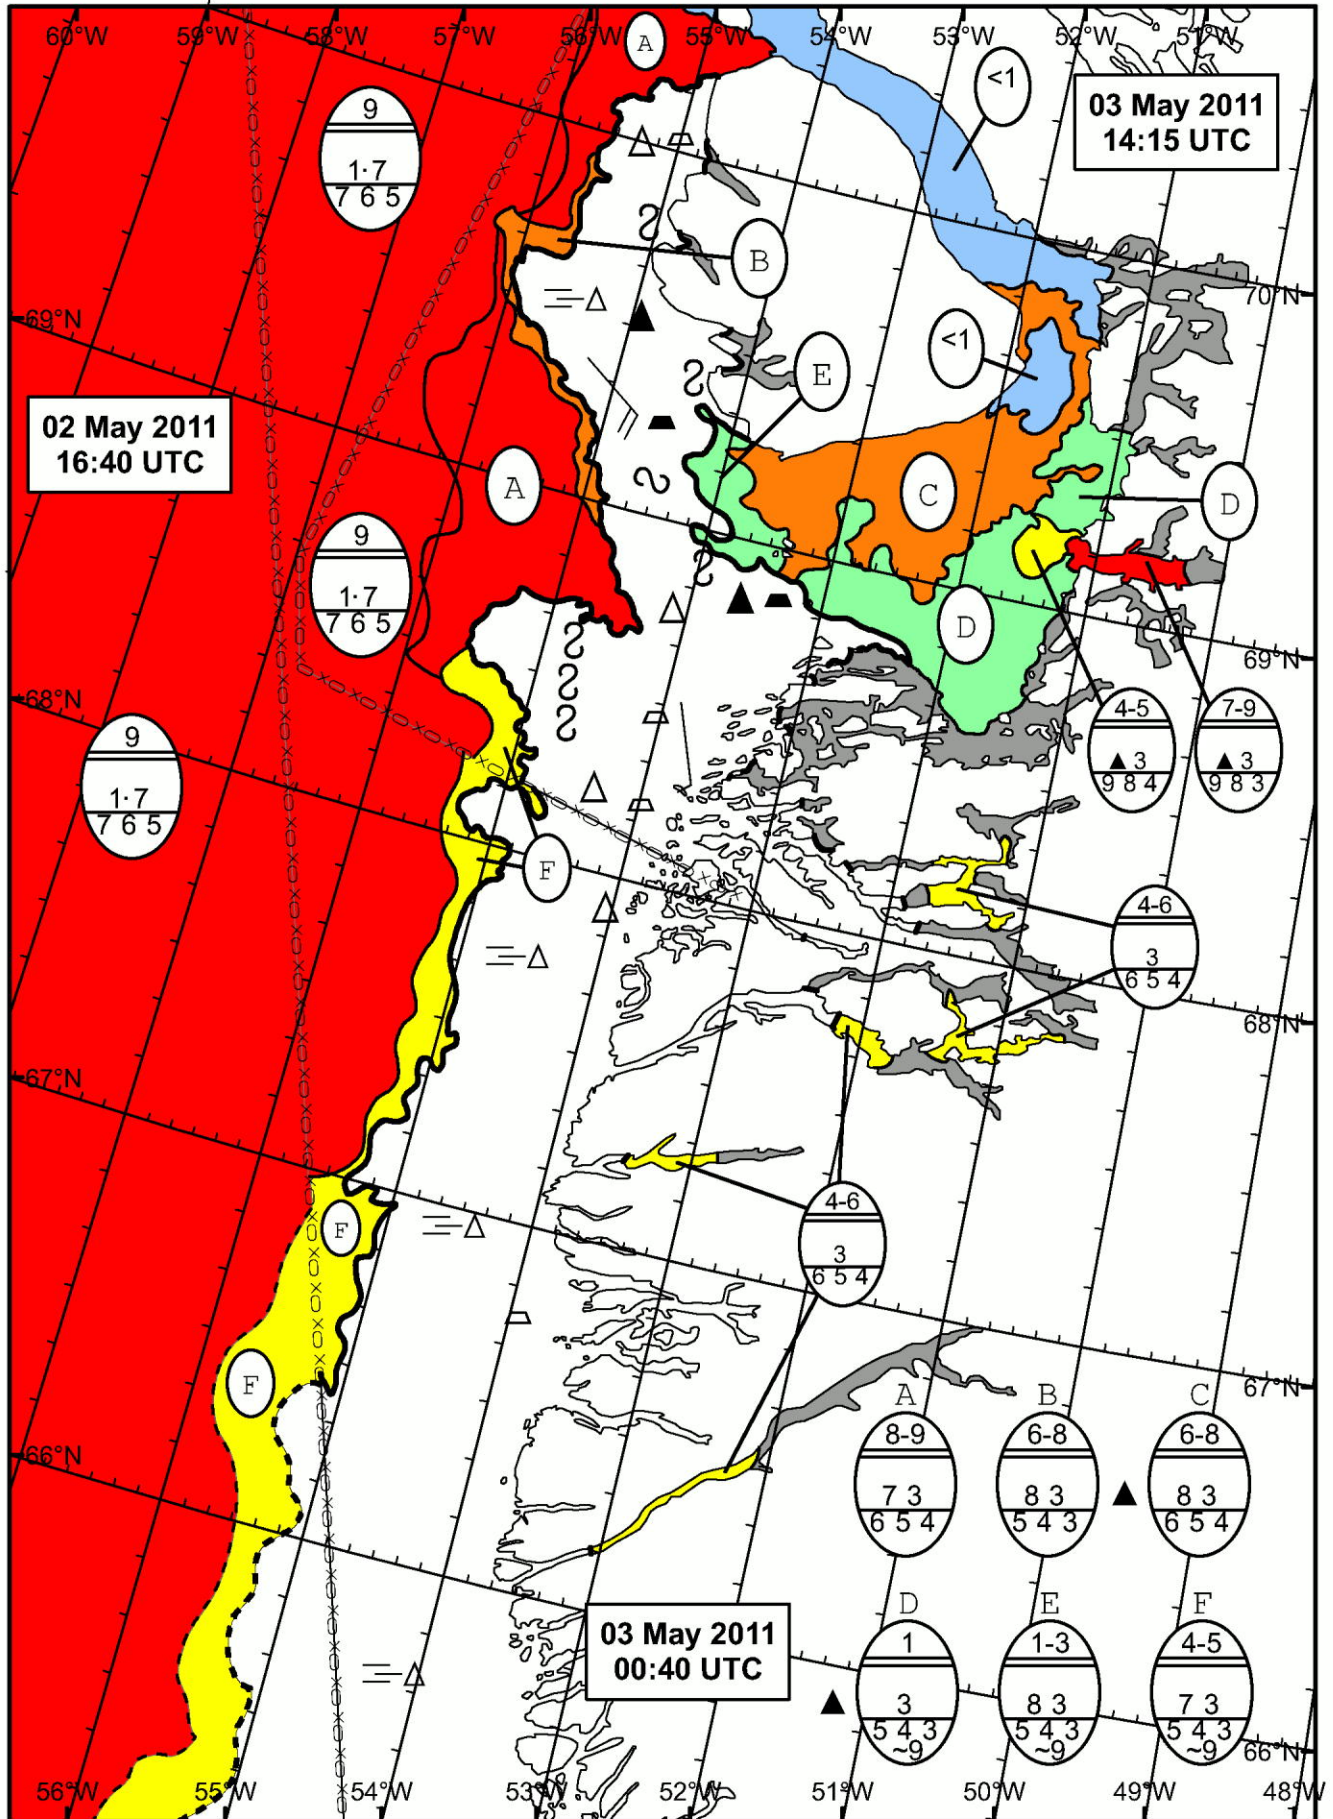 60°W 59°W 58°W 57°W 56°W 55°W 54°W 53°W 52°W 51°W
A
<1
03 May 2011
14:15 UTC
9
1·7
7 6 5
B
70°N
69°N
<1
E
02 May 2011
16:40 UTC
A
C
D
9
1·7
7 6 5
D
69°N
68°N
4-5
▲ 3
9 8 4
7-9
▲ 3
9 8 3
9
1·7
7 6 5
F
4-6
3
6 5 4
68°N
67°N
4-6
3
6 5 4
F
F
67°N
A B C
8-9 6-8 6-8
7 3 8 3 ▲ 8 3
6 5 4 5 4 3 6 5 4
66°N
D E F
1 1-3 4-5
▲ 3 8 3 7 3
5 4 3 5 4 3 5 4 3
~9 ~9 ~9
03 May 2011
00:40 UTC
66°N
56°W 55°W 54°W 53°W 52°W 51°W 50°W 49°W 48°W